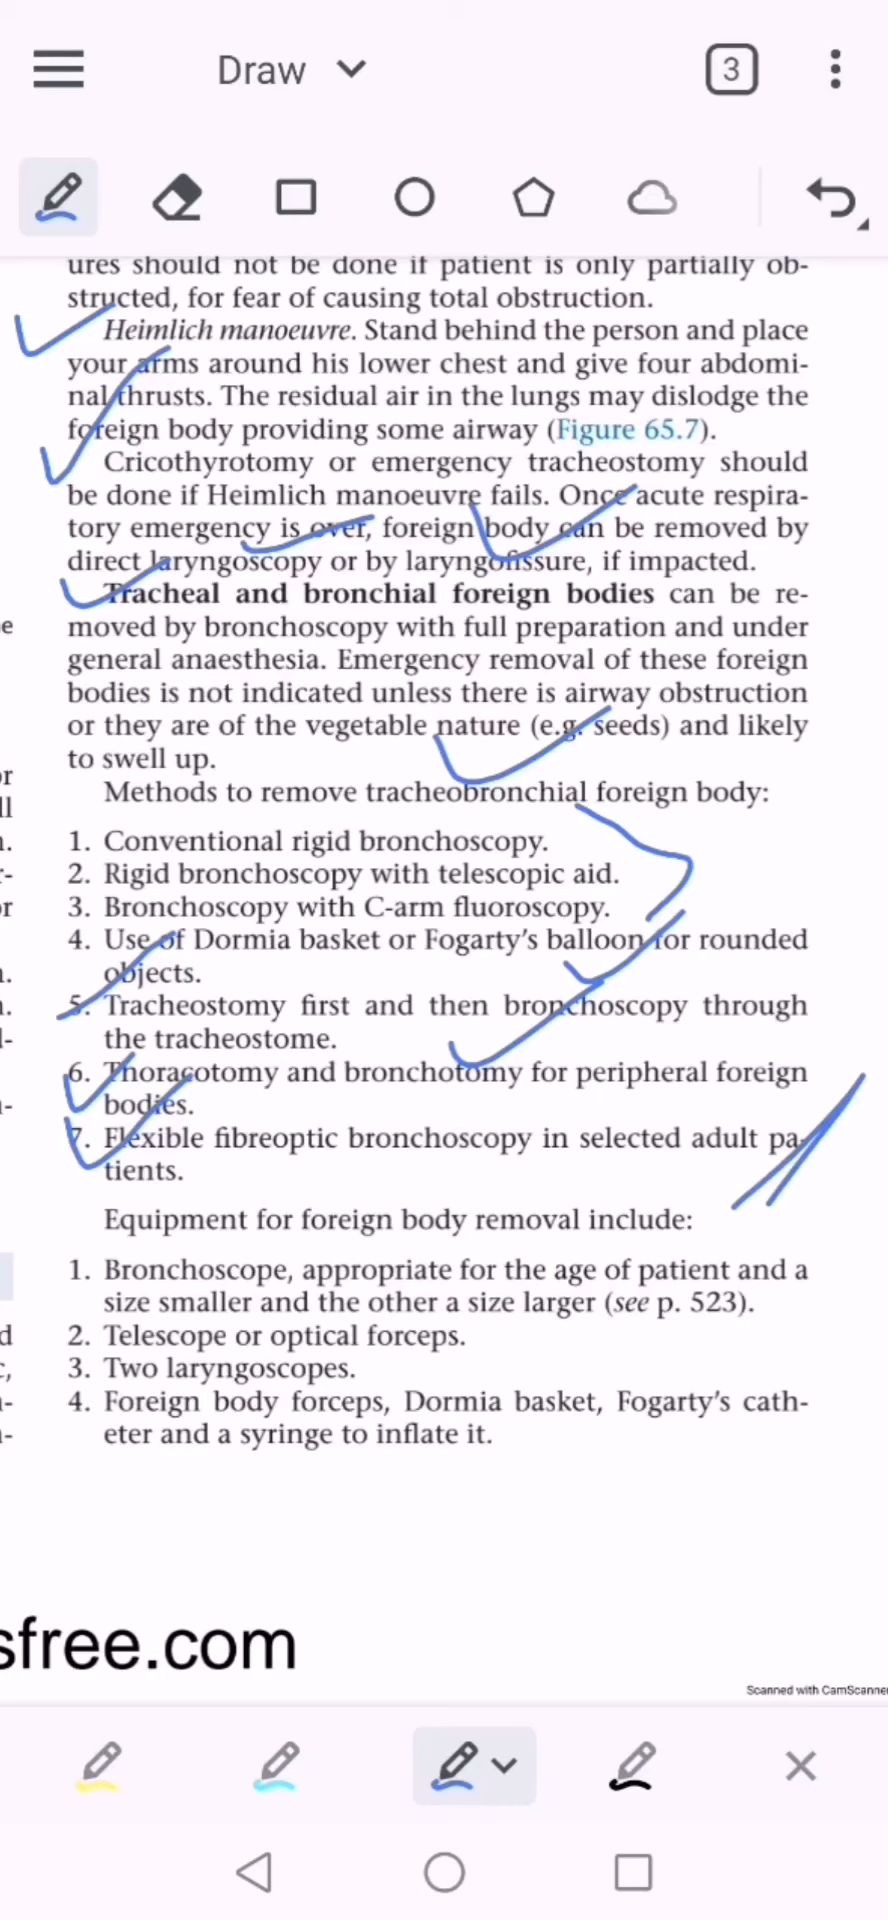 Draw
3
ures should not be done if patient is only partially ob-
structed, for fear of causing total obstruction.
Heimlich manoeuvre. Stand behind the person and place
your arms around his lower chest and give four abdomi-
nal thrusts. The residual air in the lungs may dislodge the
foreign body providing some airway (Figure 65.7).
Cricothyrotomy or emergency tracheostomy should
be done if Heimlich manoeuvre fails. Once acute respira-
tory emergency is over, foreign body can be removed by
direct laryngoscopy or by laryngofissure, if impacted.
Tracheal and bronchial foreign bodies can be re-
moved by bronchoscopy with full preparation and under
general anaesthesia. Emergency removal of these foreign
bodies is not indicated unless there is airway obstruction
or they are of the vegetable nature (e.g. seeds) and likely
to swell up.
Methods to remove tracheobronchial foreign body:
1. Conventional rigid bronchoscopy.
2. Rigid bronchoscopy with telescopic aid.
3. Bronchoscopy with C-arm fluoroscopy.
4. Use of Dormia basket or Fogarty's balloon for rounded
objects.
5. Tracheostomy first and then bronchoscopy through
the tracheostome.
6. Thoracotomy and bronchotomy for peripheral foreign
bodies.
7. Flexible fibreoptic bronchoscopy in selected adult pa-
tients.
Equipment for foreign body removal include:
1. Bronchoscope, appropriate for the age of patient and a
size smaller and the other a size larger (see p. 523).
2. Telescope or optical forceps.
3. Two laryngoscopes.
4. Foreign body forceps, Dormia basket, Fogarty's cath-
eter and a syringe to inflate it.
sfree.com
Scanned with CamScanner